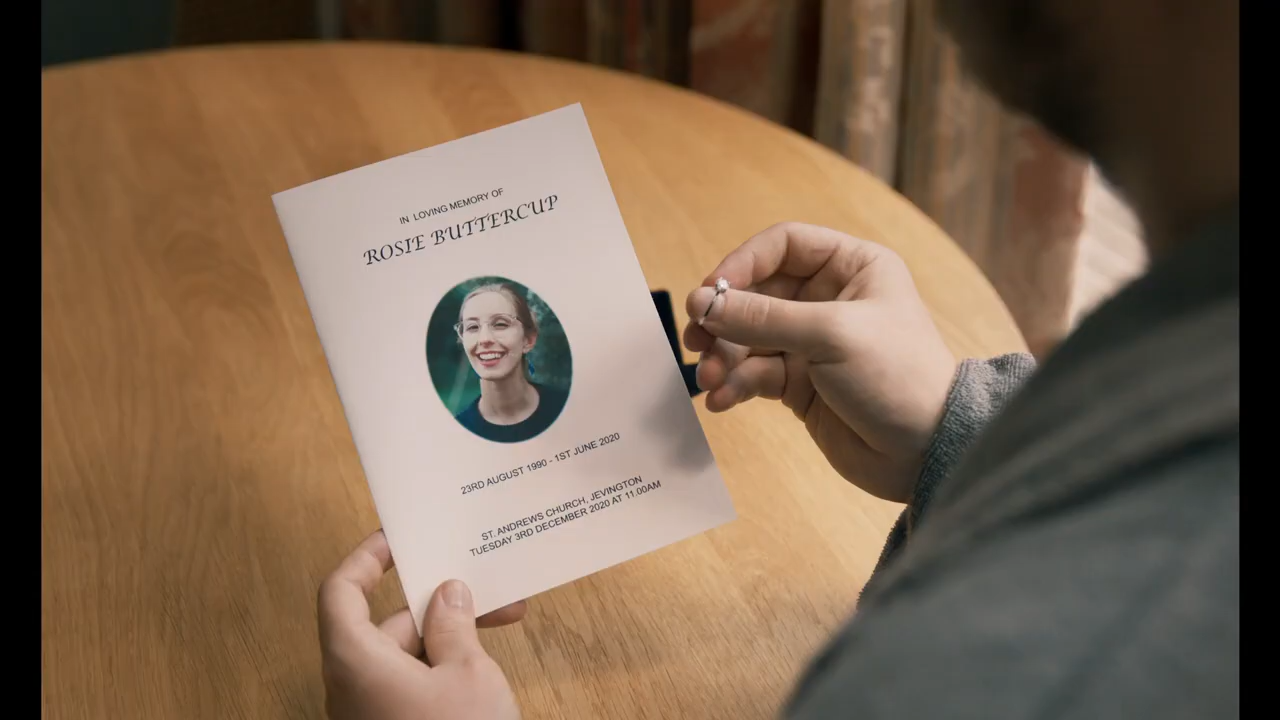 IN LOVING MEMORY OF
ROSIE BUTTERCUP
23RD AUGUST 1990 - 1ST JUNE 2020
ST. ANDREWS CHURCH, JEVINGTON
TUESDAY 3RD DECEMBER 2020 AT 11.00AM